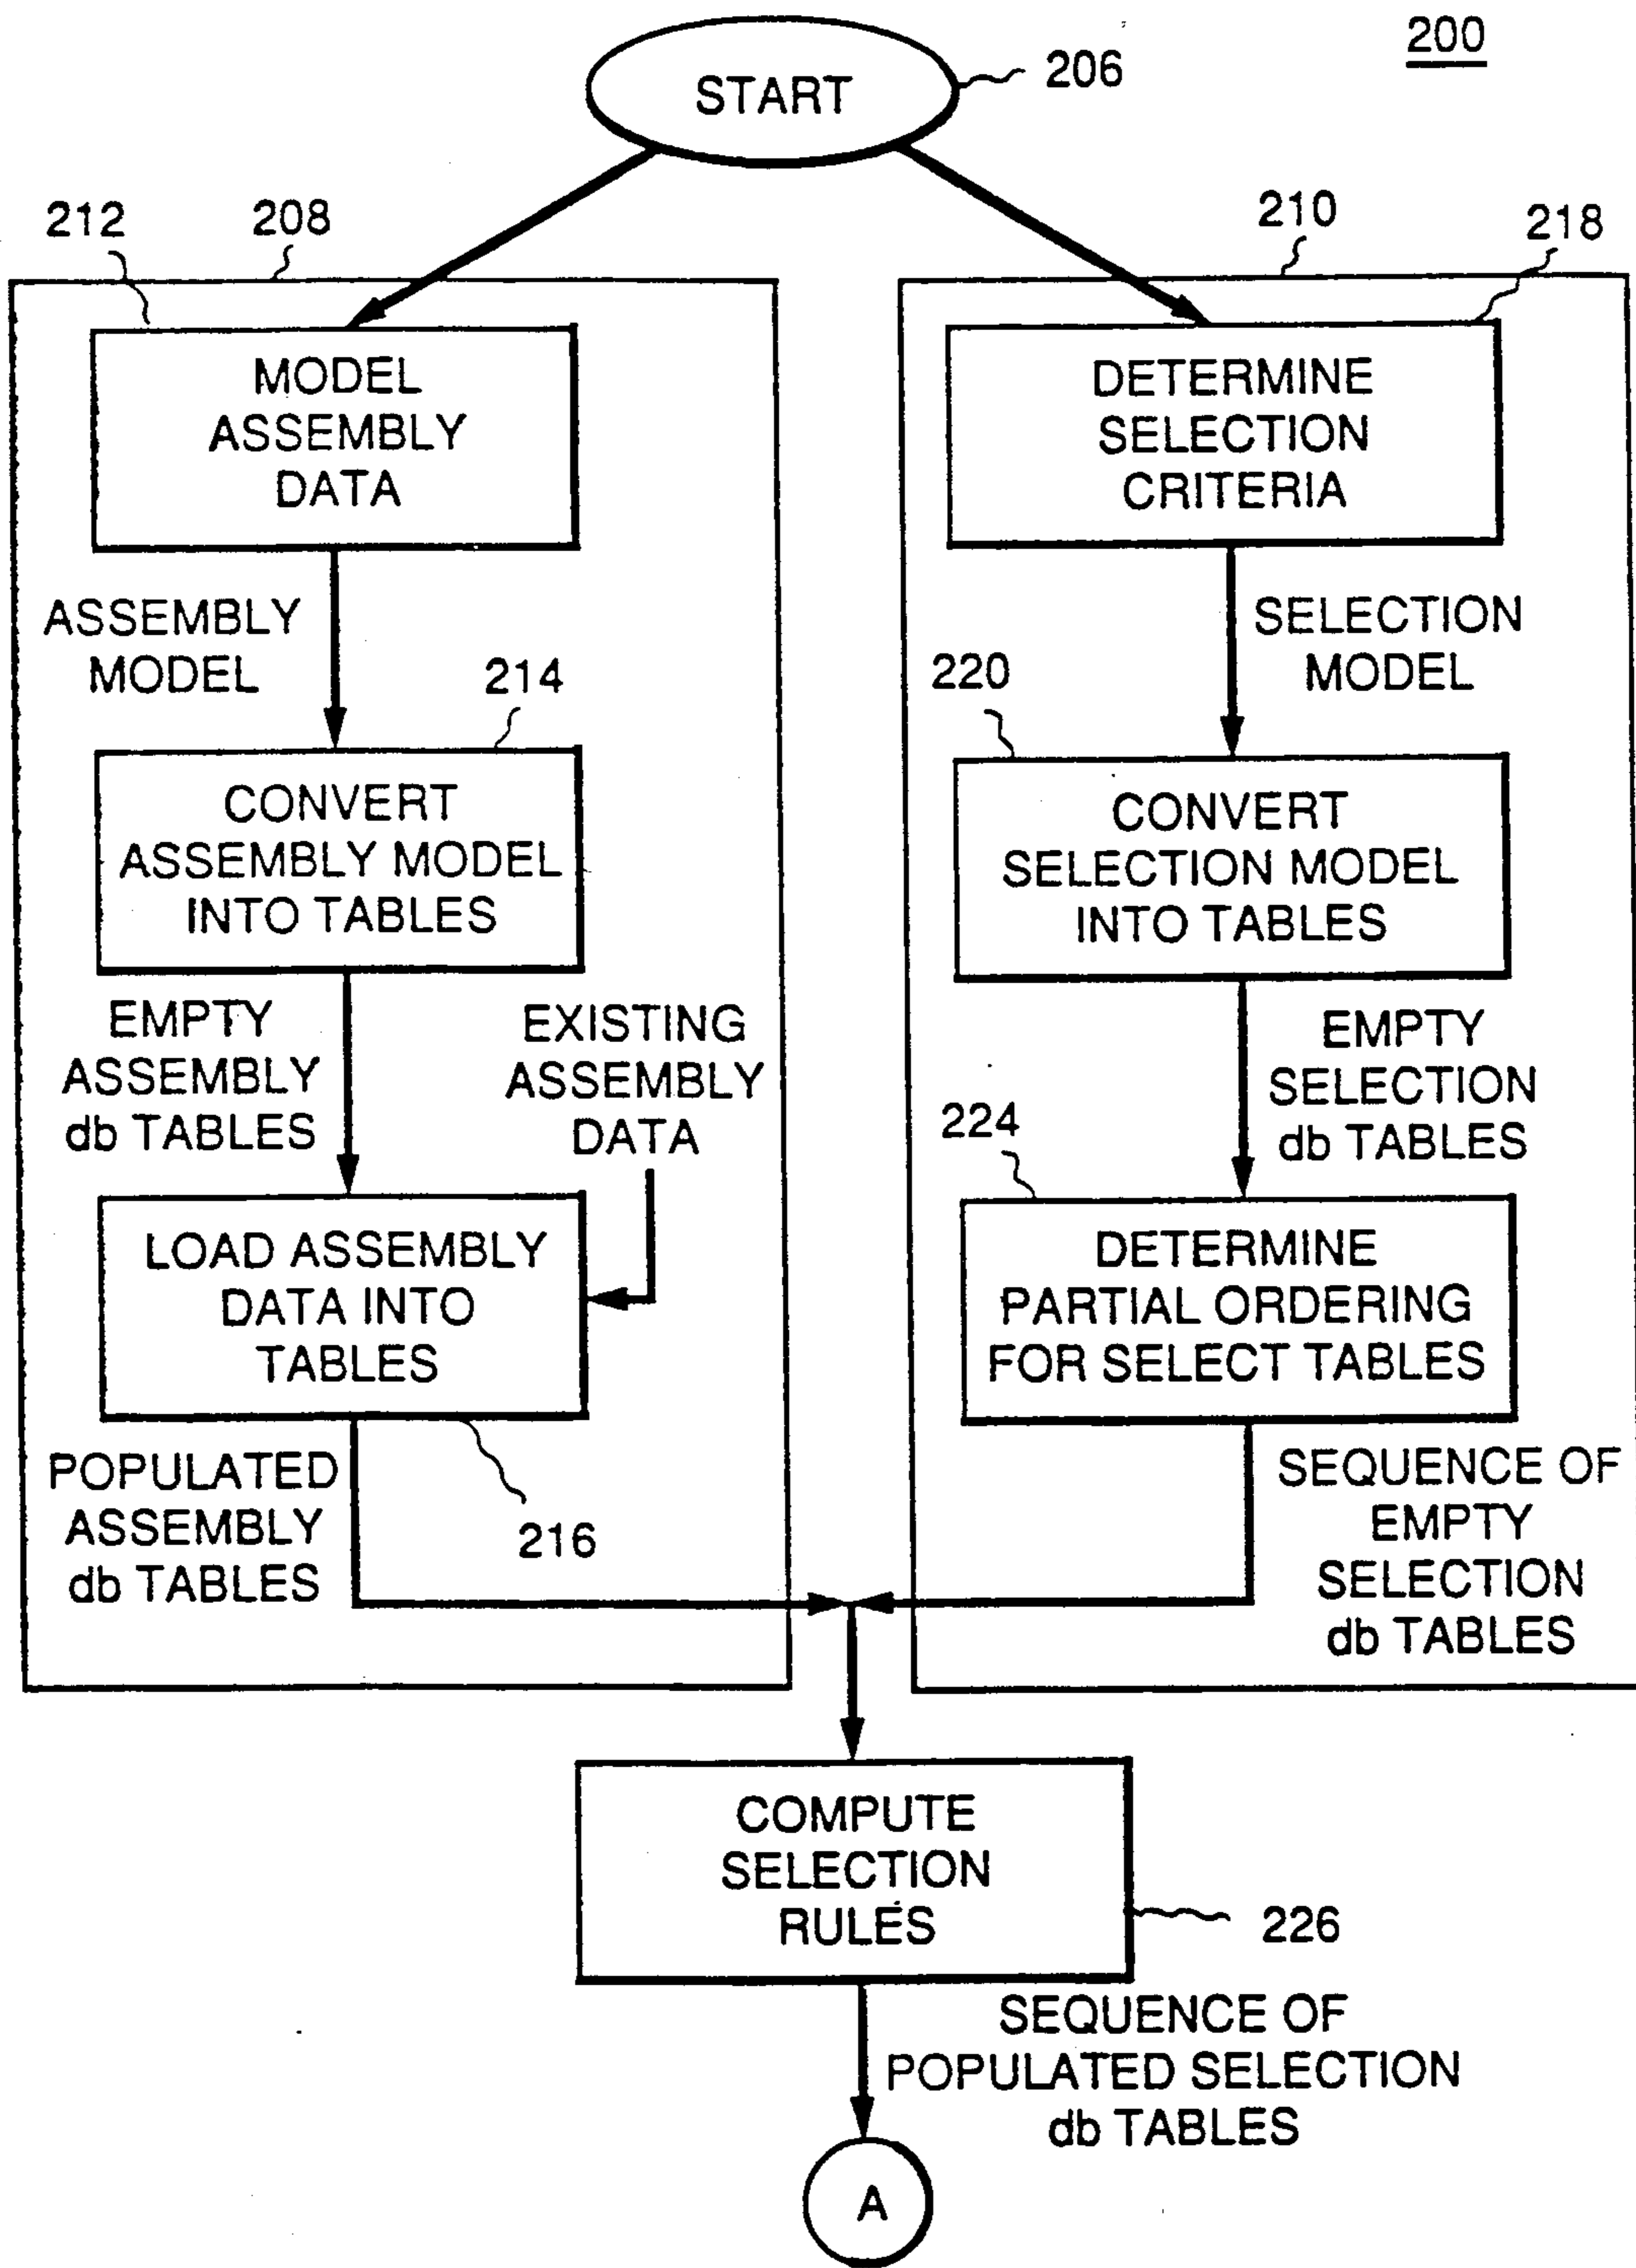 200
START
206
212
208
210
218
MODEL
ASSEMBLY
DATA
DETERMINE
SELECTION
CRITERIA
ASSEMBLY
MODEL
SELECTION
MODEL
214
220
CONVERT
ASSEMBLY MODEL
INTO TABLES
CONVERT
SELECTION MODEL
INTO TABLES
EMPTY
ASSEMBLY
db TABLES
EXISTING
ASSEMBLY
DATA
EMPTY
SELECTION
db TABLES
224
LOAD ASSEMBLY
DATA INTO
TABLES
DETERMINE
PARTIAL ORDERING
FOR SELECT TABLES
POPULATED
ASSEMBLY
db TABLES
216
SEQUENCE OF
EMPTY
SELECTION
db TABLES
COMPUTE
SELECTION
RULES
226
SEQUENCE OF
POPULATED SELECTION
db TABLES
A